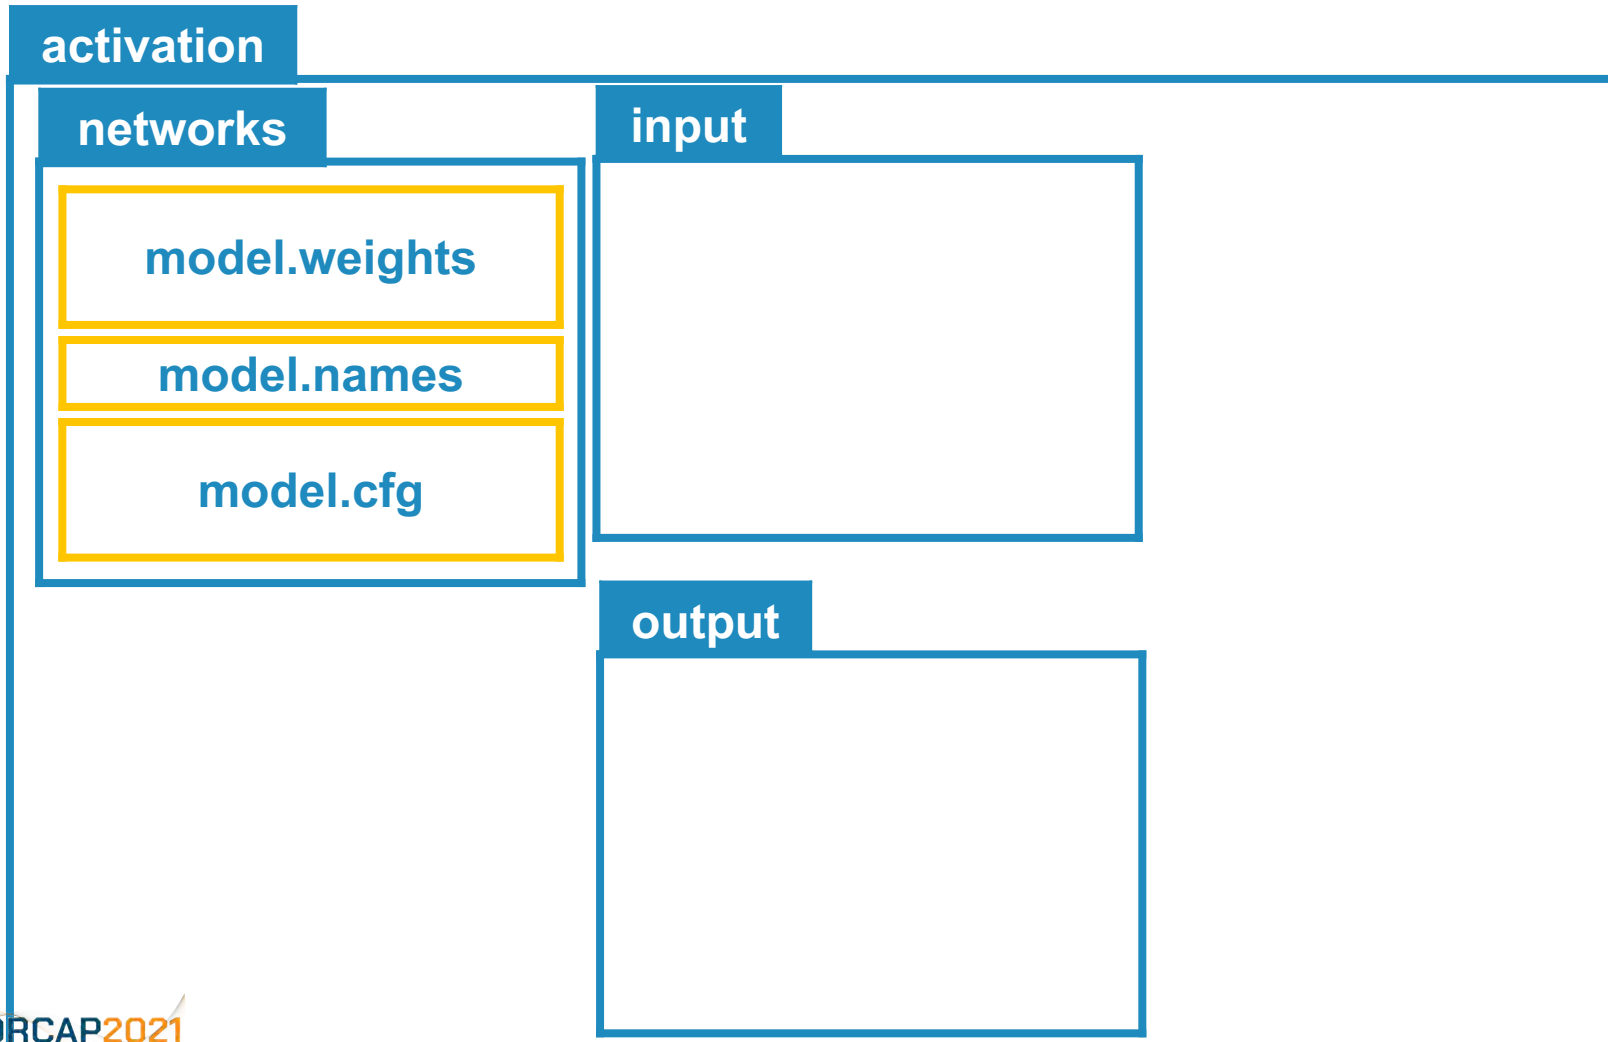 activation
networks
input
model.weights
model.names
model.cfg
output
RCAP2021